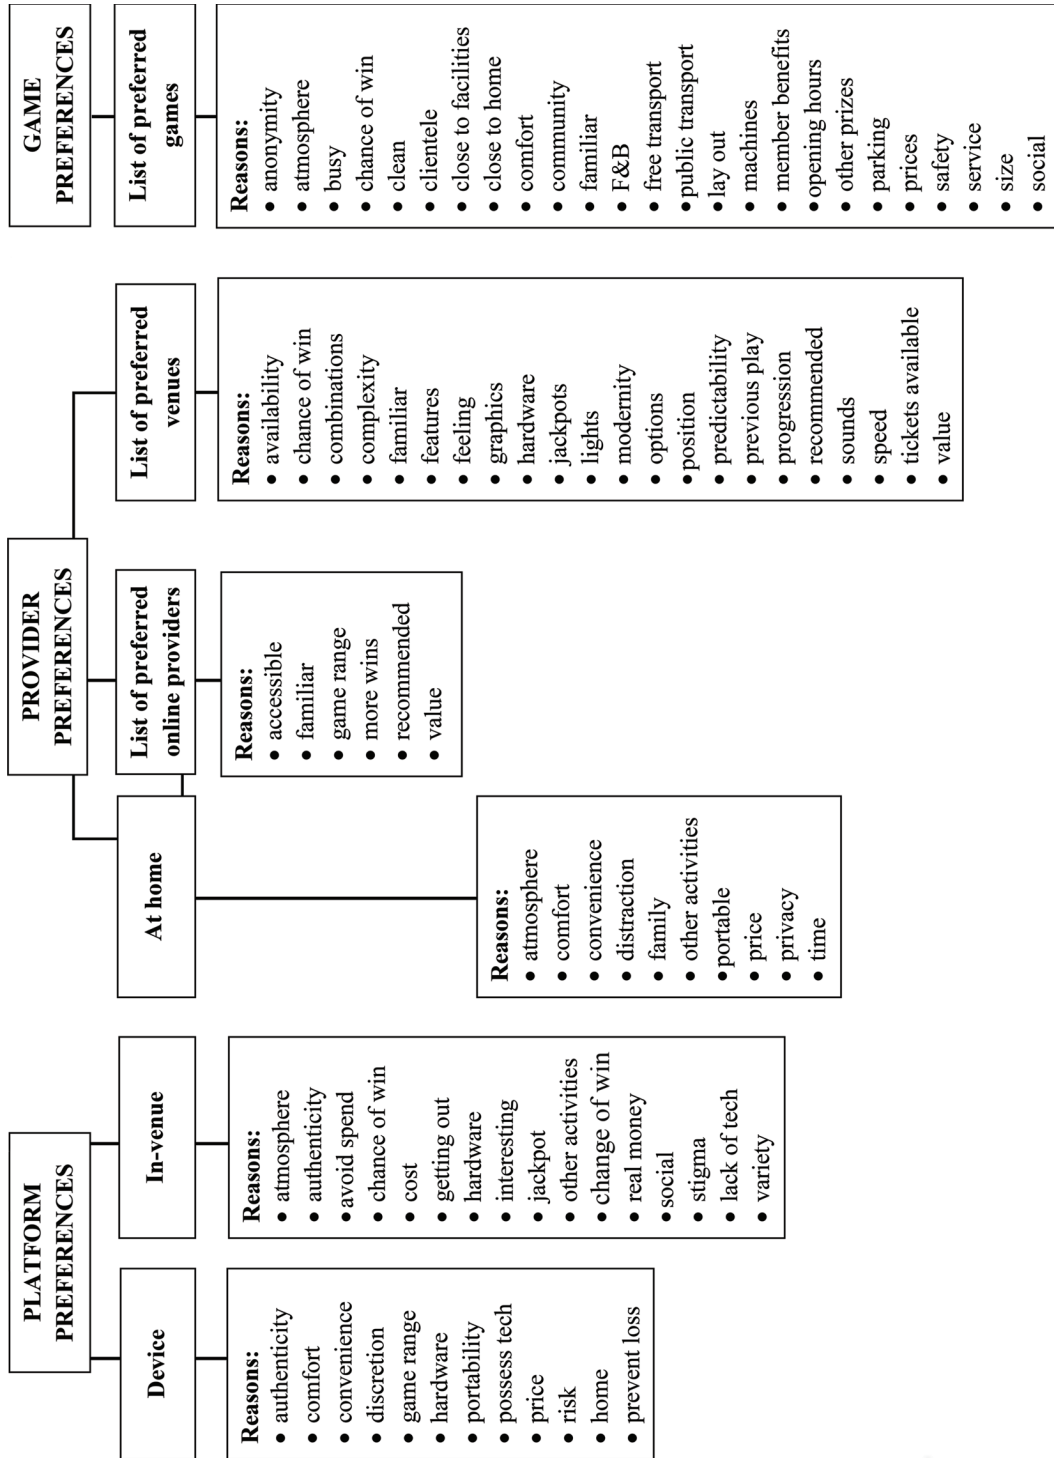 PLATFORM
PREFERENCES
Device
Reasons:
• authenticity
• comfort
• convenience
• discretion
• game range
• hardware
• portability
• possess tech
• price
• risk
• home
• prevent loss
In-venue
Reasons:
• atmosphere
• authenticity
• avoid spend
• chance of win
• cost
• getting out
• hardware
• interesting
• jackpot
• other activities
• change of win
• real money
• social
• stigma
• lack of tech
• variety
PROVIDER
PREFERENCES
At home
Reasons:
• atmosphere
• comfort
• convenience
• distraction
• family
• other activities
• portable
• price
• privacy
• time
List of preferred
online providers
Reasons:
• accessible
• familiar
• game range
• more wins
• recommended
• value
List of preferred
venues
Reasons:
• availability
• chance of win
• combinations
• complexity
• familiar
• features
• feeling
• graphics
• hardware
• jackpots
• lights
• modernity
• options
• position
• predictability
• previous play
• progression
• recommended
• sounds
• speed
• tickets available
• value
GAME
PREFERENCES
List of preferred
games
Reasons:
• anonymity
• atmosphere
• busy
• chance of win
• clean
• clientele
• close to facilities
• close to home
• comfort
• community
• familiar
• F&B
• free transport
• public transport
• lay out
• machines
• member benefits
• opening hours
• other prizes
• parking
• prices
• safety
• service
• size
• social